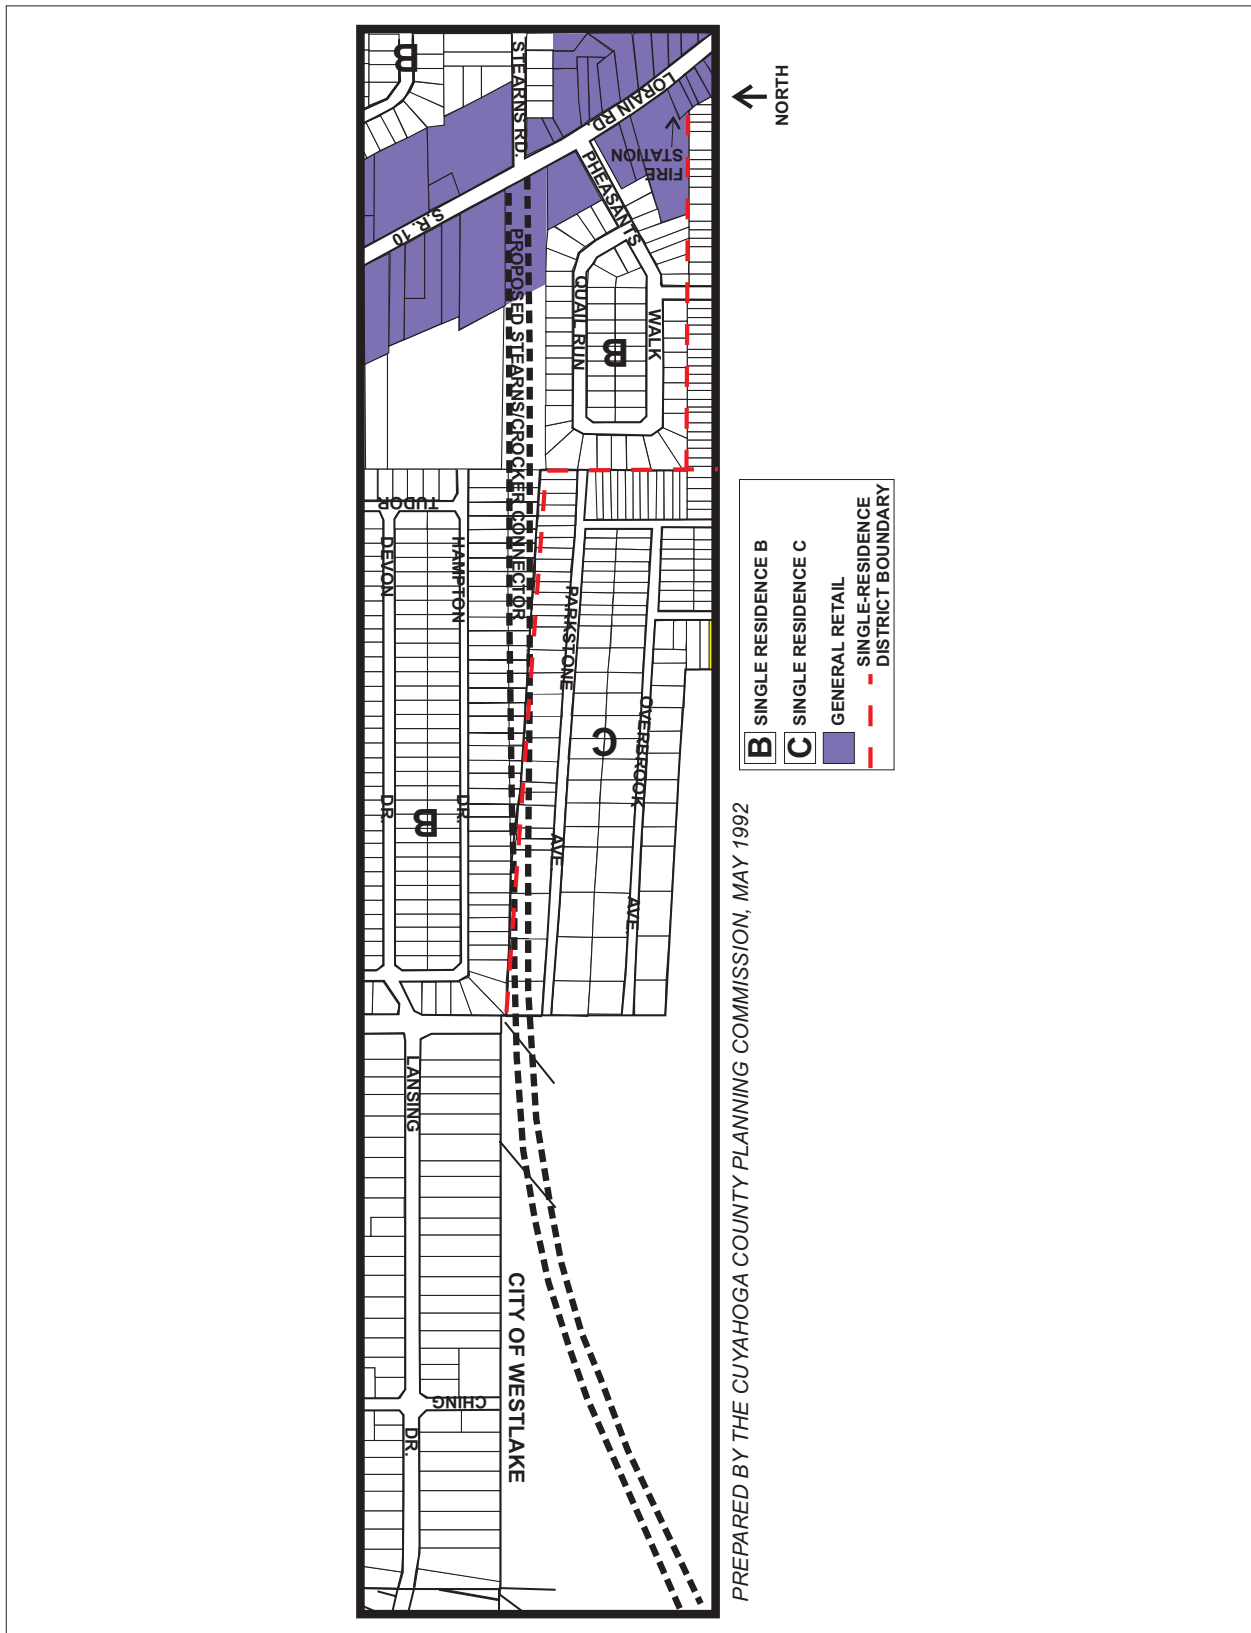 B
STEARNS RD.
LORAIN RD.
FIRE
STATION
NORTH
S.R. 10
PHEASANTS
WALK
QUAIL RUN
B
PROPOSED STEARNS/CROCKER CONNECTOR
TUDOR
DEVON
DR.
HAMPTON
DR.
B
PARKSTONE
AVE.
C
OVERBROOK
AVE.
LANSING
DR.
CHING
CITY OF WESTLAKE
B SINGLE RESIDENCE B
C SINGLE RESIDENCE C
GENERAL RETAIL
SINGLE-RESIDENCE
DISTRICT BOUNDARY
PREPARED BY THE CUYAHOGA COUNTY PLANNING COMMISSION, MAY 1992